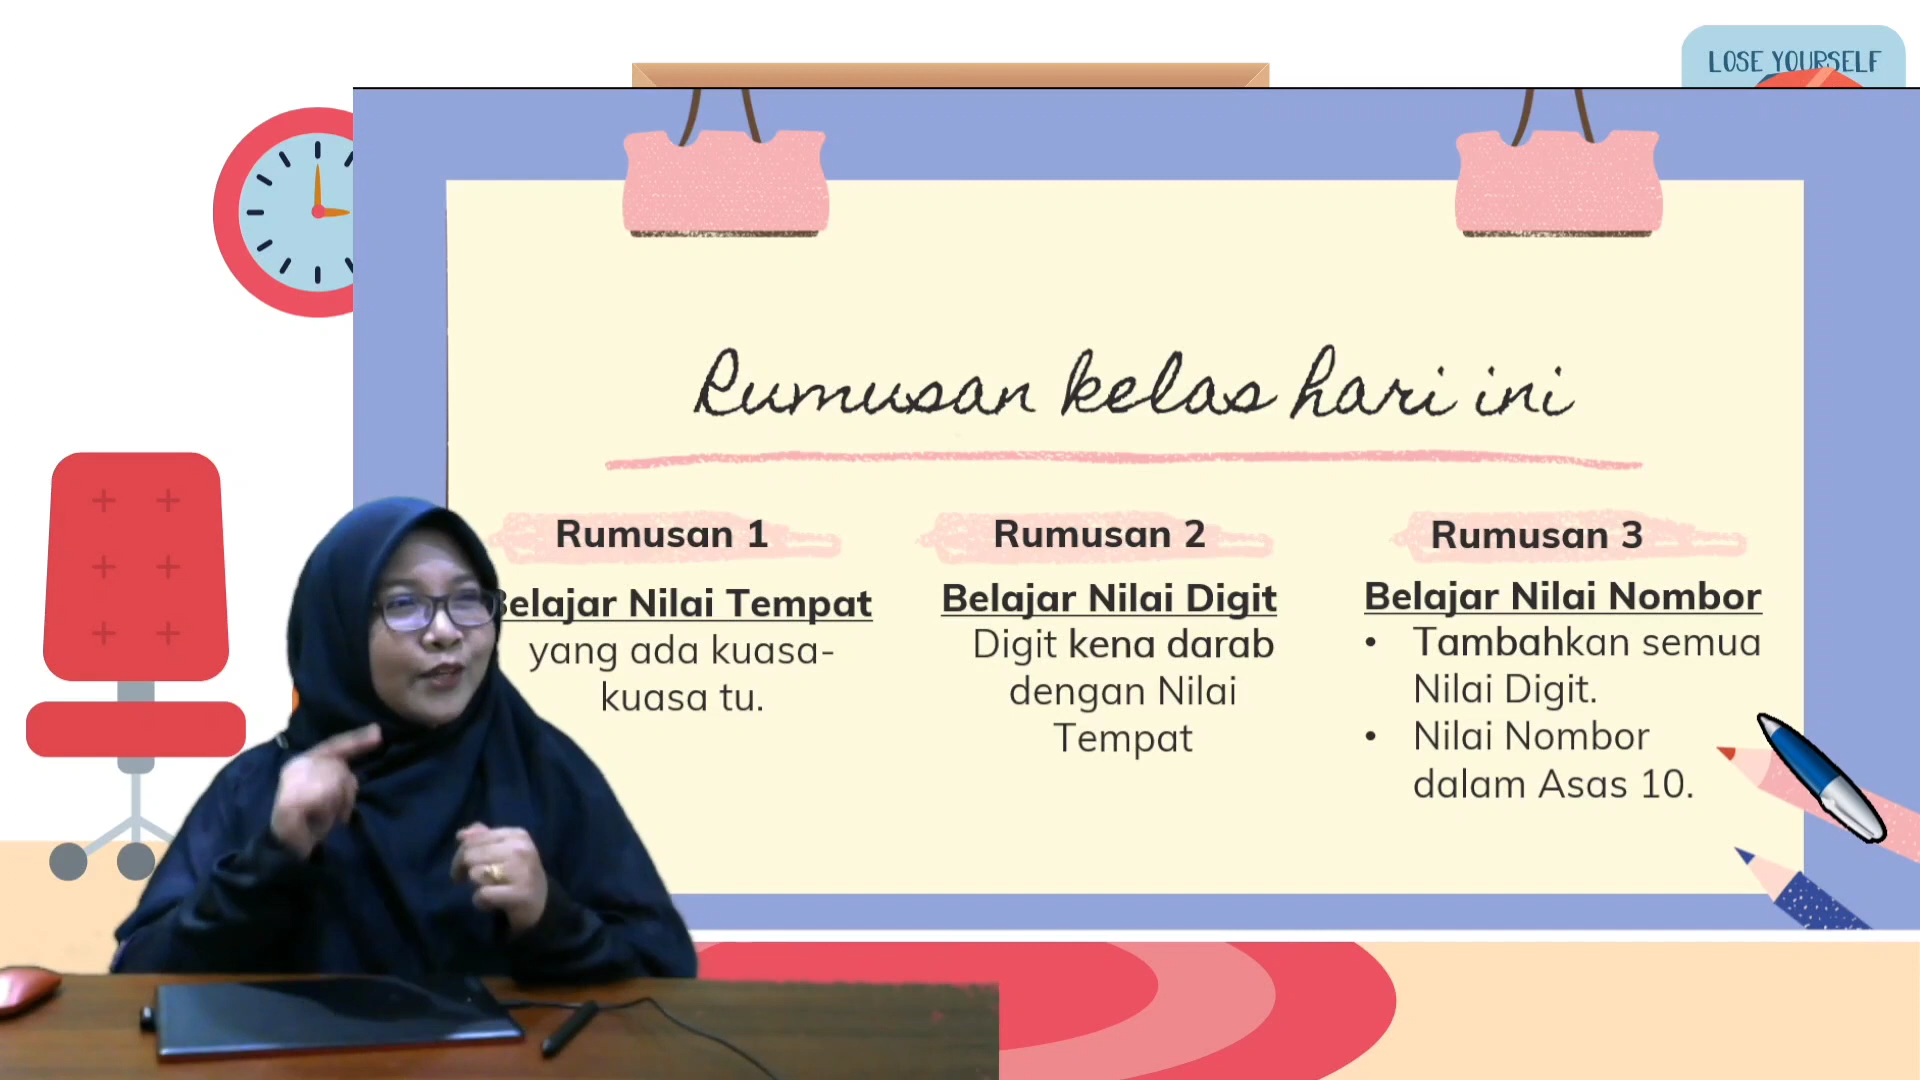 LOSE YOURSELF
Rumusan kelas hari ini
Rumusan 1
Belajar Nilai Tempat
yang ada kuasa-
kuasa tu.
Rumusan 2
Belajar Nilai Digit
Digit kena darab
dengan Nilai
Tempat
Rumusan 3
Belajar Nilai Nombor
• Tambahkan semua
Nilai Digit.
• Nilai Nombor
dalam Asas 10.